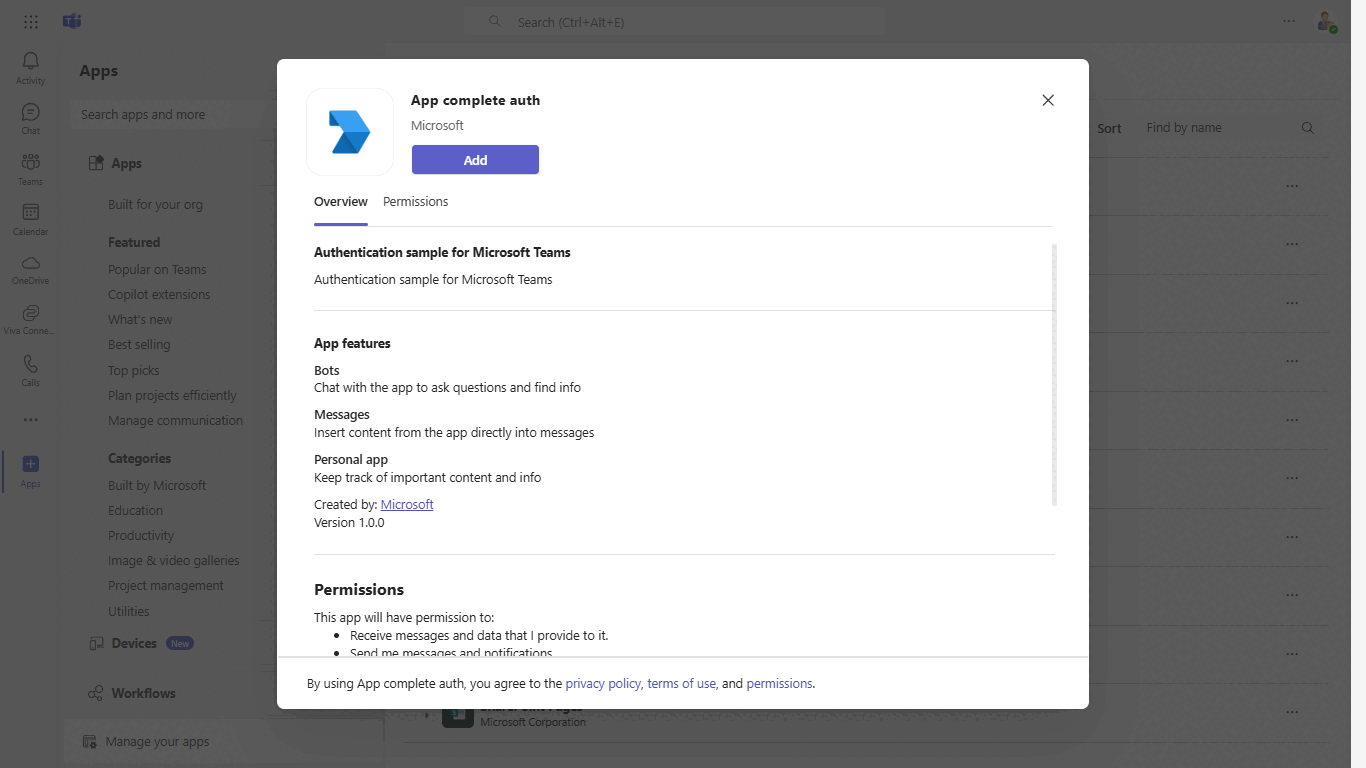 Search (Ctrl+Alt+E)
Activity
Chat
Teams
Calendar
OneDrive
Viva Conne...
Calls
Apps
Apps
Search apps and more
Apps
Built for your org
Featured
Popular on Teams
Copilot extensions
What's new
Best selling
Top picks
Plan projects efficiently
Manage communication
Categories
Built by Microsoft
Education
Productivity
Image & video galleries
Project management
Utilities
Devices New
Workflows
Manage your apps
Sort Find by name
App complete auth
Microsoft
Add
Overview Permissions
Authentication sample for Microsoft Teams
Authentication sample for Microsoft Teams
App features
Bots
Chat with the app to ask questions and find info
Messages
Insert content from the app directly into messages
Personal app
Keep track of important content and info
Created by: Microsoft
Version 1.0.0
Permissions
This app will have permission to:
• Receive messages and data that I provide to it.
• Send me messages and notifications
By using App complete auth, you agree to the privacy policy, terms of use, and permissions.
SharePoint Pages
Microsoft Corporation